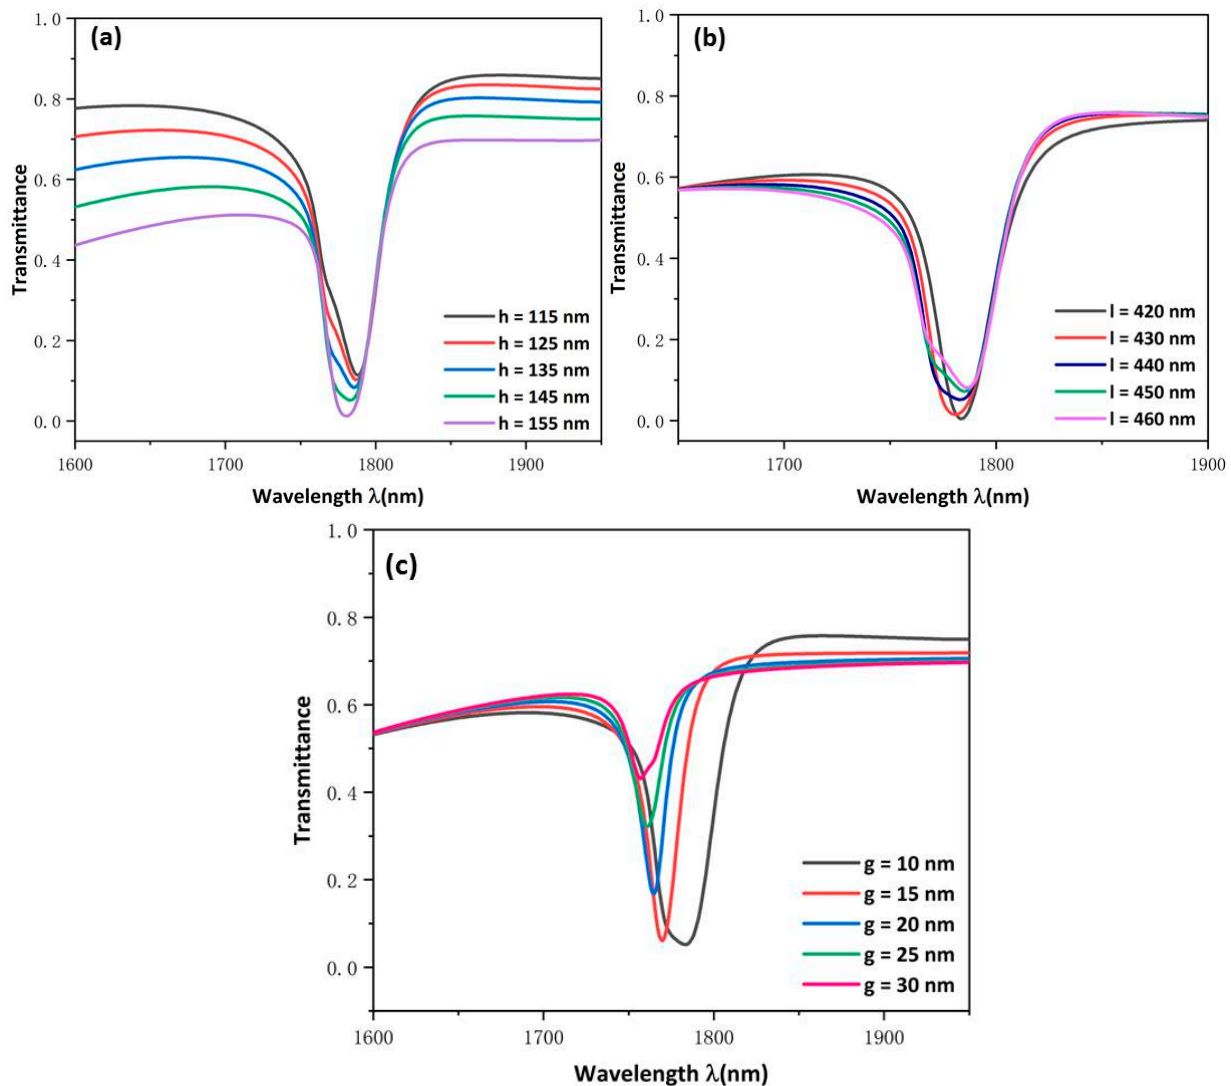 (a)
1.0
0.8
0.6
0.4
0.2
0.0
Transmittance
h = 115 nm
h = 125 nm
h = 135 nm
h = 145 nm
h = 155 nm
1600
1700
1800
1900
Wavelength λ(nm)
(b)
1.0
0.8
0.6
0.4
0.2
0.0
Transmittance
l = 420 nm
l = 430 nm
l = 440 nm
l = 450 nm
l = 460 nm
1700
1800
1900
Wavelength λ(nm)
(c)
1.0
0.8
0.6
0.4
0.2
0.0
Transmittance
g = 10 nm
g = 15 nm
g = 20 nm
g = 25 nm
g = 30 nm
1600
1700
1800
1900
Wavelength λ(nm)